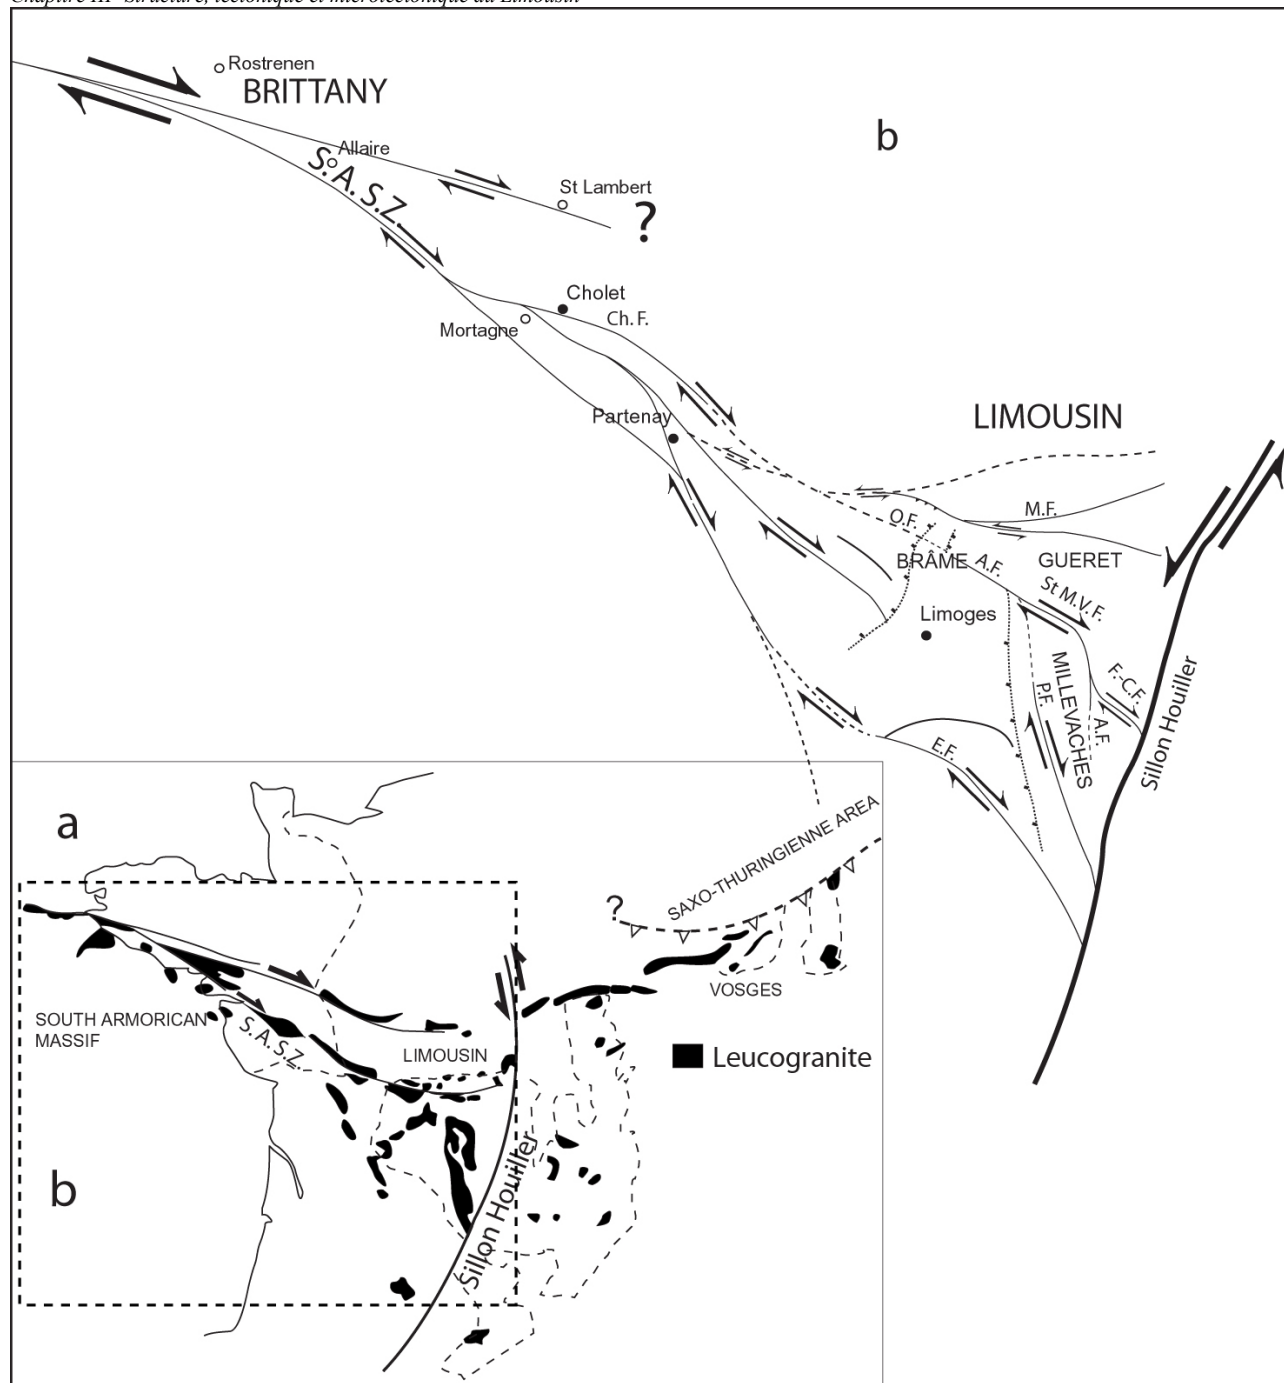 Chapitre III- Structure, tectonique et microtectonique du Limousin
Rostrenen
BRITTANY
b
Allaire
S. A. S.Z.
St Lambert
?
Cholet
Mortagne
Ch. F.
Partenay
LIMOUSIN
M.F.
O.F.
BRÂME
A.F.
GUERET
St M.V. F.
Limoges
MILLEVACHES
P.F.
A.F.
F.-C.F.
Sillon Houiller
E.F.
a
SAXO-THURINGIENNE AREA
?
VOSGES
SOUTH ARMORICAN
MASSIF
S.A.S.Z.
LIMOUSIN
Leucogranite
b
Sillon Houiller